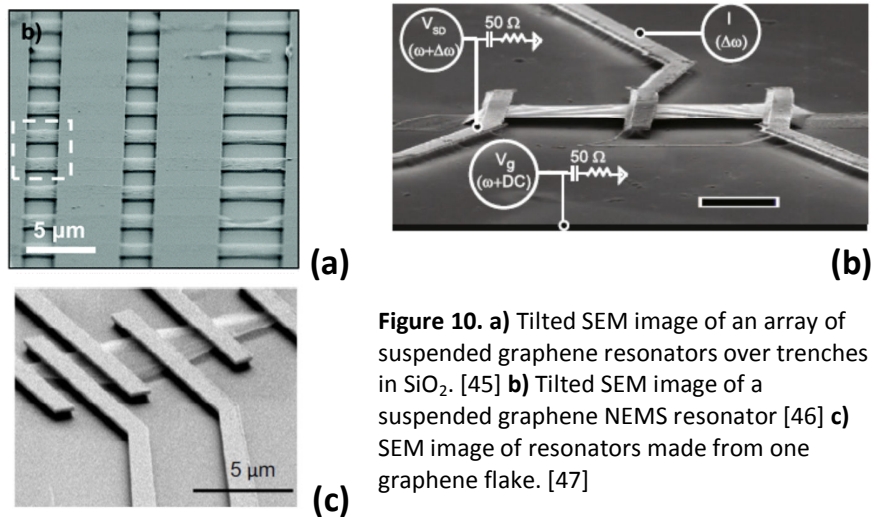 b)
5 µm
(a)
V_SD
(ω+Δω)
50 Ω
I
(Δω)
V_g
(ω+DC)
50 Ω
(b)
5 µm
(c)
Figure 10. a) Tilted SEM image of an array of
suspended graphene resonators over trenches
in SiO₂. [45] b) Tilted SEM image of a
suspended graphene NEMS resonator [46] c)
SEM image of resonators made from one
graphene flake. [47]